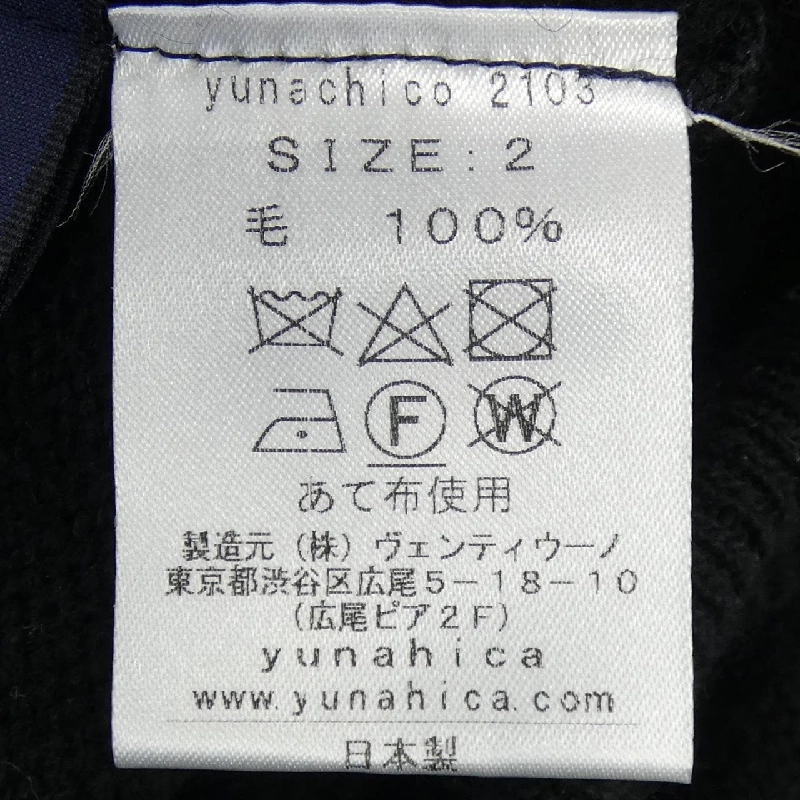 yunachico 2103
SIZE:2
毛 100%
F W
あて布使用
製造元(株)ヴェンティウーノ
東京都渋谷区広尾5-18-10
(広尾ピア2F)
yunahica
www.yunahica.com
日本製